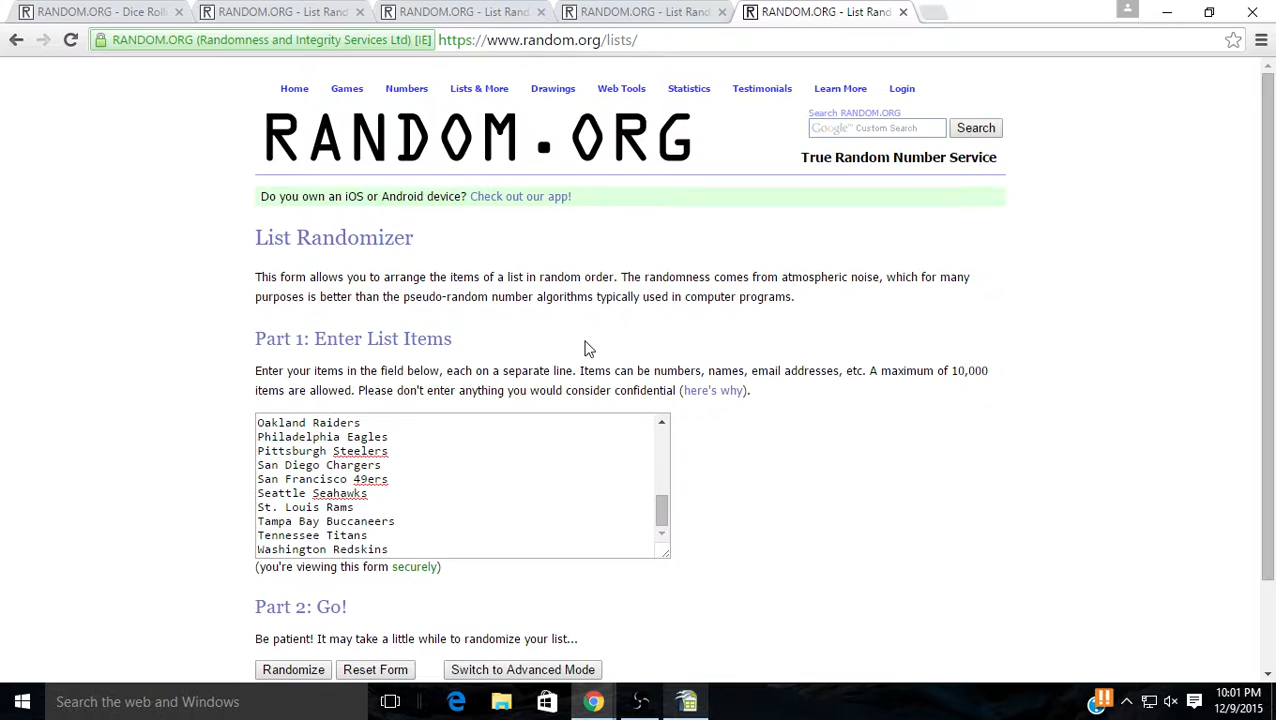 RANDOM.ORG - Dice Roll
RANDOM.ORG - List Rand
RANDOM.ORG - List Rand
RANDOM.ORG - List Rand
RANDOM.ORG - List Rand
RANDOM.ORG (Randomness and Integrity Services Ltd) [IE] https://www.random.org/lists/
Home Games Numbers Lists & More Drawings Web Tools Statistics Testimonials Learn More Login
Search RANDOM.ORG
Google™ Custom Search Search
RANDOM.ORG
True Random Number Service
Do you own an iOS or Android device? Check out our app!
List Randomizer
This form allows you to arrange the items of a list in random order. The randomness comes from atmospheric noise, which for many
purposes is better than the pseudo-random number algorithms typically used in computer programs.
Part 1: Enter List Items
Enter your items in the field below, each on a separate line. Items can be numbers, names, email addresses, etc. A maximum of 10,000
items are allowed. Please don't enter anything you would consider confidential (here's why).
Oakland Raiders
Philadelphia Eagles
Pittsburgh Steelers
San Diego Chargers
San Francisco 49ers
Seattle Seahawks
St. Louis Rams
Tampa Bay Buccaneers
Tennessee Titans
Washington Redskins
(you're viewing this form securely)
Part 2: Go!
Be patient! It may take a little while to randomize your list...
Randomize Reset Form Switch to Advanced Mode
Search the web and Windows
10:01 PM
12/9/2015